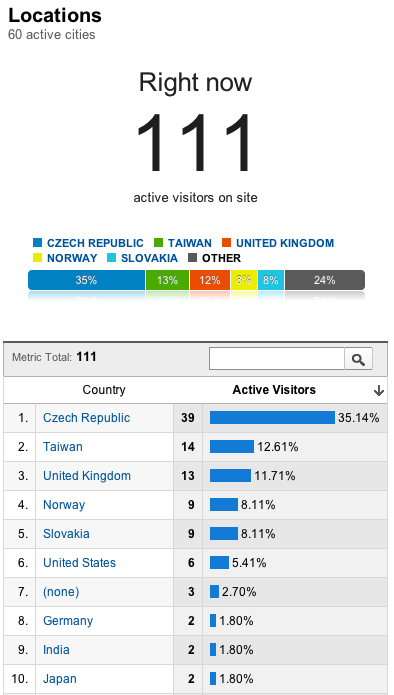 Locations
60 active cities
Right now
111
active visitors on site
CZECH REPUBLIC TAIWAN UNITED KINGDOM
NORWAY SLOVAKIA OTHER
35% 13% 12% 8% 8% 24%
Metric Total: 111
Country Active Visitors
1. Czech Republic 39 35.14%
2. Taiwan 14 12.61%
3. United Kingdom 13 11.71%
4. Norway 9 8.11%
5. Slovakia 9 8.11%
6. United States 6 5.41%
7. (none) 3 2.70%
8. Germany 2 1.80%
9. India 2 1.80%
10. Japan 2 1.80%